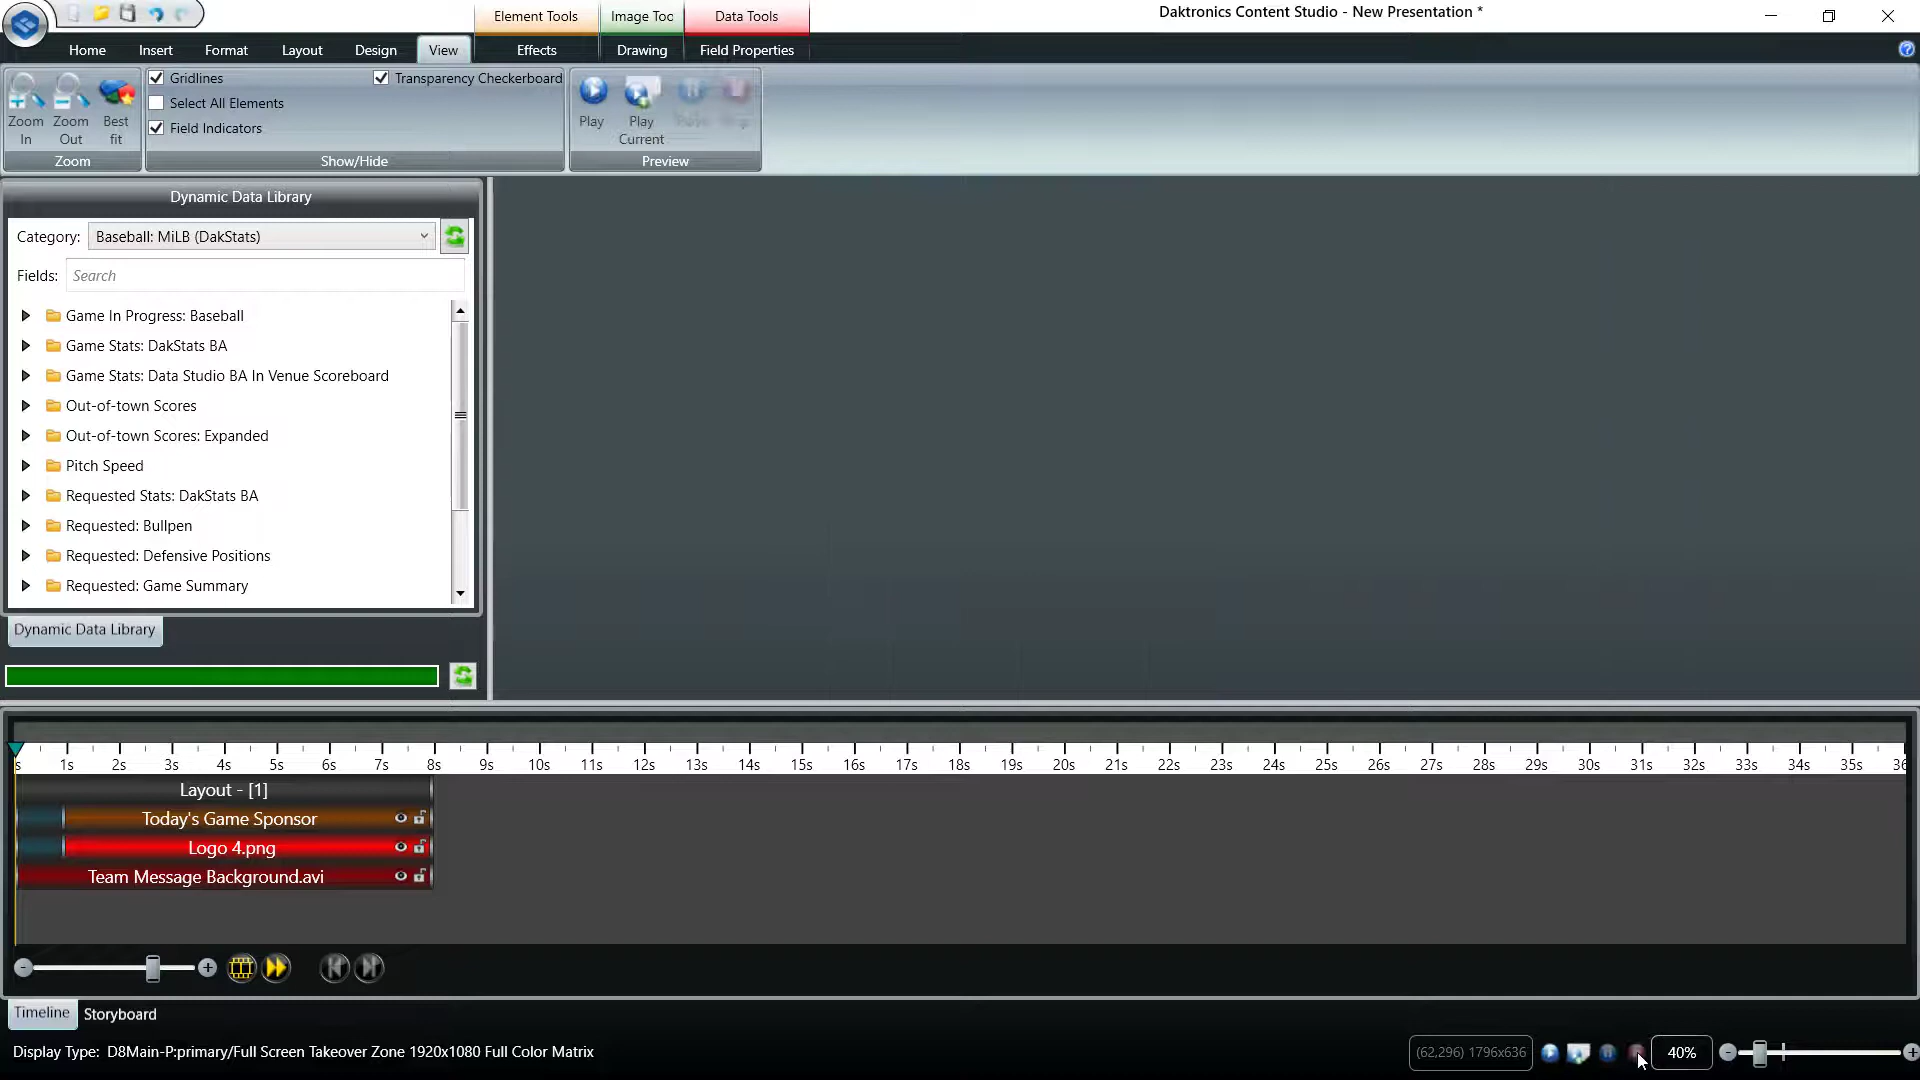 Element Tools Image Too Data Tools Daktronics Content Studio - New Presentation *
Home Insert Format Layout Design View Effects Drawing Field Properties
Gridlines Transparency Checkerboard
Select All Elements
Field Indicators
Zoom In Zoom Out Best fit Play Play Current
Zoom Show/Hide Preview
Dynamic Data Library
Category: Baseball: MiLB (DakStats)
Fields: Search
Game In Progress: Baseball
Game Stats: DakStats BA
Game Stats: Data Studio BA In Venue Scoreboard
Out-of-town Scores
Out-of-town Scores: Expanded
Pitch Speed
Requested Stats: DakStats BA
Requested: Bullpen
Requested: Defensive Positions
Requested: Game Summary
Dynamic Data Library
s 1s 2s 3s 4s 5s 6s 7s 8s 9s 10s 11s 12s 13s 14s 15s 16s 17s 18s 19s 20s 21s 22s 23s 24s 25s 26s 27s 28s 29s 30s 31s 32s 33s 34s 35s 36
Layout - [1]
Today's Game Sponsor
Logo 4.png
Team Message Background.avi
Timeline Storyboard
Display Type: D8Main-P:primary/Full Screen Takeover Zone 1920x1080 Full Color Matrix (62,296) 1796x636 40%